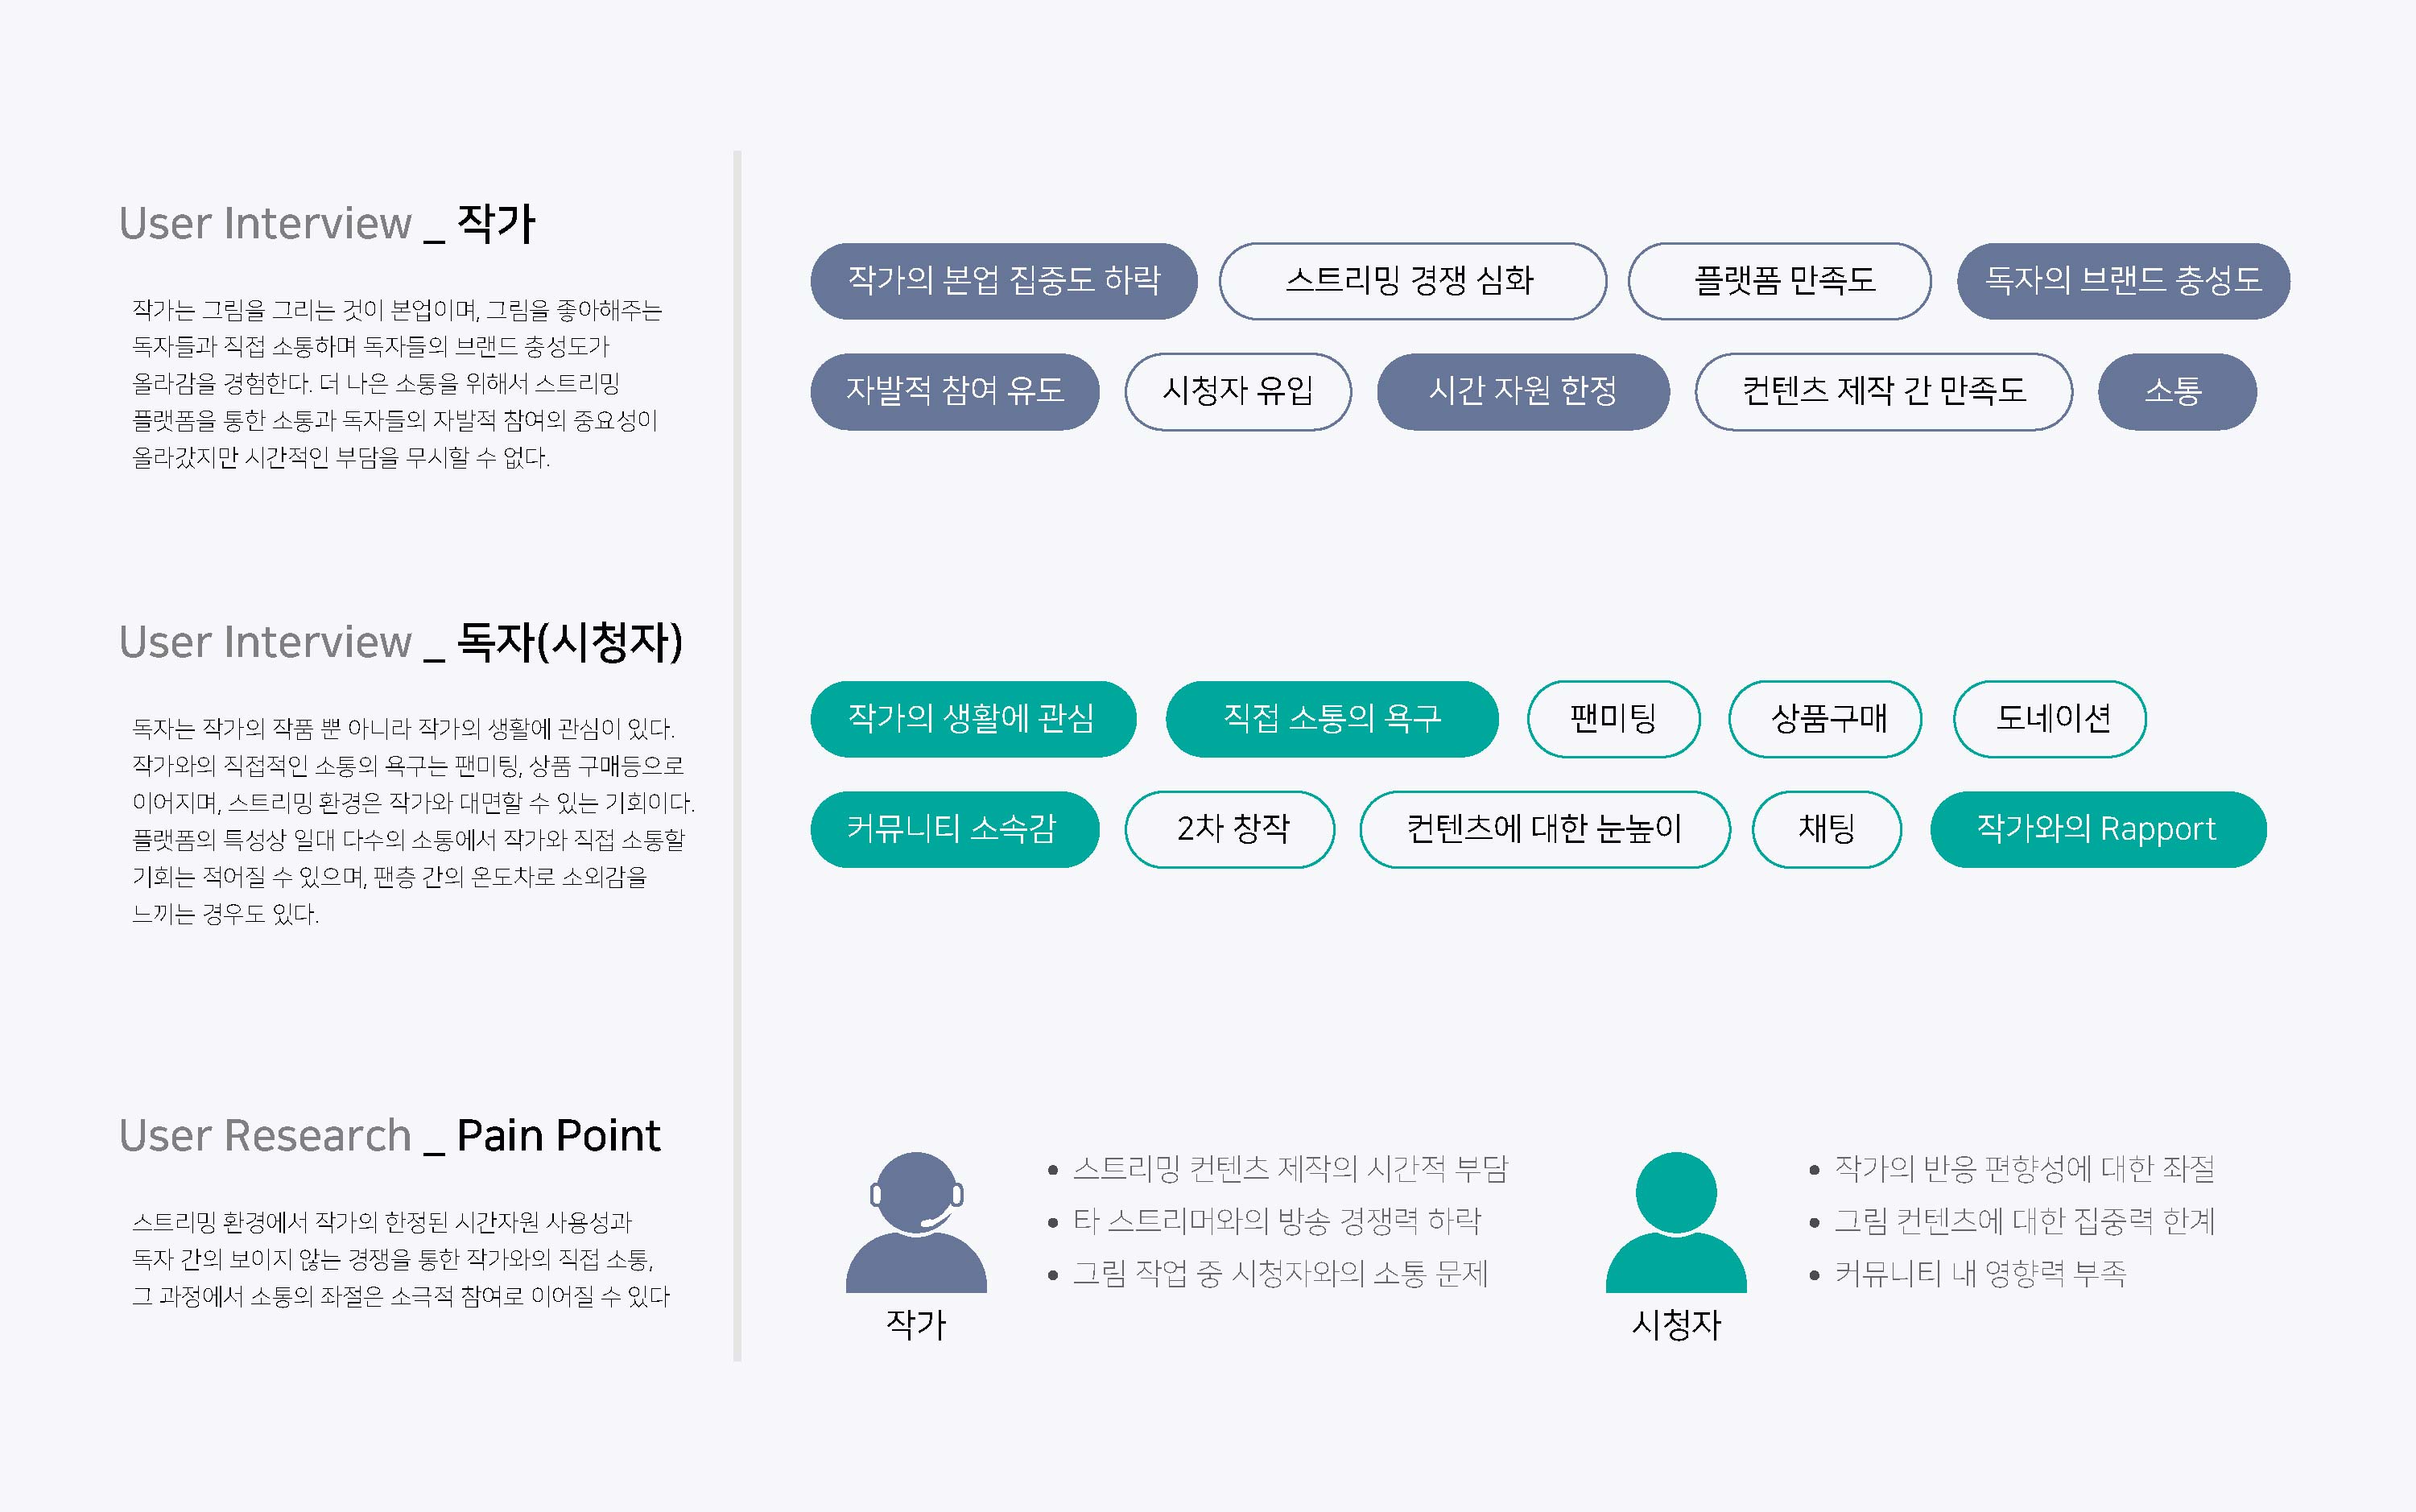 User Interview _ 작가
작가는 그림을 그리는 것이 본업이며, 그림을 좋아해주는
독자들과 직접 소통하며 독자들의 브랜드 충성도가
올라감을 경험한다. 더 나은 소통을 위해서 스트리밍
플랫폼을 통한 소통과 독자들의 자발적 참여의 중요성이
올라갔지만 시간적인 부담을 무시할 수 없다.
작가의 본업 집중도 하락
스트리밍 경쟁 심화
플랫폼 만족도
독자의 브랜드 충성도
자발적 참여 유도
시청자 유입
시간 자원 한정
컨텐츠 제작 간 만족도
소통
User Interview _ 독자(시청자)
독자는 작가의 작품 뿐 아니라 작가의 생활에 관심이 있다.
작가와의 직접적인 소통의 욕구는 팬미팅, 상품 구매등으로
이어지며, 스트리밍 환경은 작가와 대면할 수 있는 기회이다.
플랫폼의 특성상 일대 다수의 소통에서 작가와 직접 소통할
기회는 적어질 수 있으며, 팬층 간의 온도차로 소외감을
느끼는 경우도 있다.
작가의 생활에 관심
직접 소통의 욕구
팬미팅
상품구매
도네이션
커뮤니티 소속감
2차 창작
컨텐츠에 대한 눈높이
채팅
작가와의 Rapport
User Research _ Pain Point
스트리밍 환경에서 작가의 한정된 시간자원 사용성과
독자 간의 보이지 않는 경쟁을 통한 작가와의 직접 소통,
그 과정에서 소통의 좌절은 소극적 참여로 이어질 수 있다
작가
• 스트리밍 컨텐츠 제작의 시간적 부담
• 타 스트리머와의 방송 경쟁력 하락
• 그림 작업 중 시청자와의 소통 문제
시청자
• 작가의 반응 편향성에 대한 좌절
• 그림 컨텐츠에 대한 집중력 한계
• 커뮤니티 내 영향력 부족